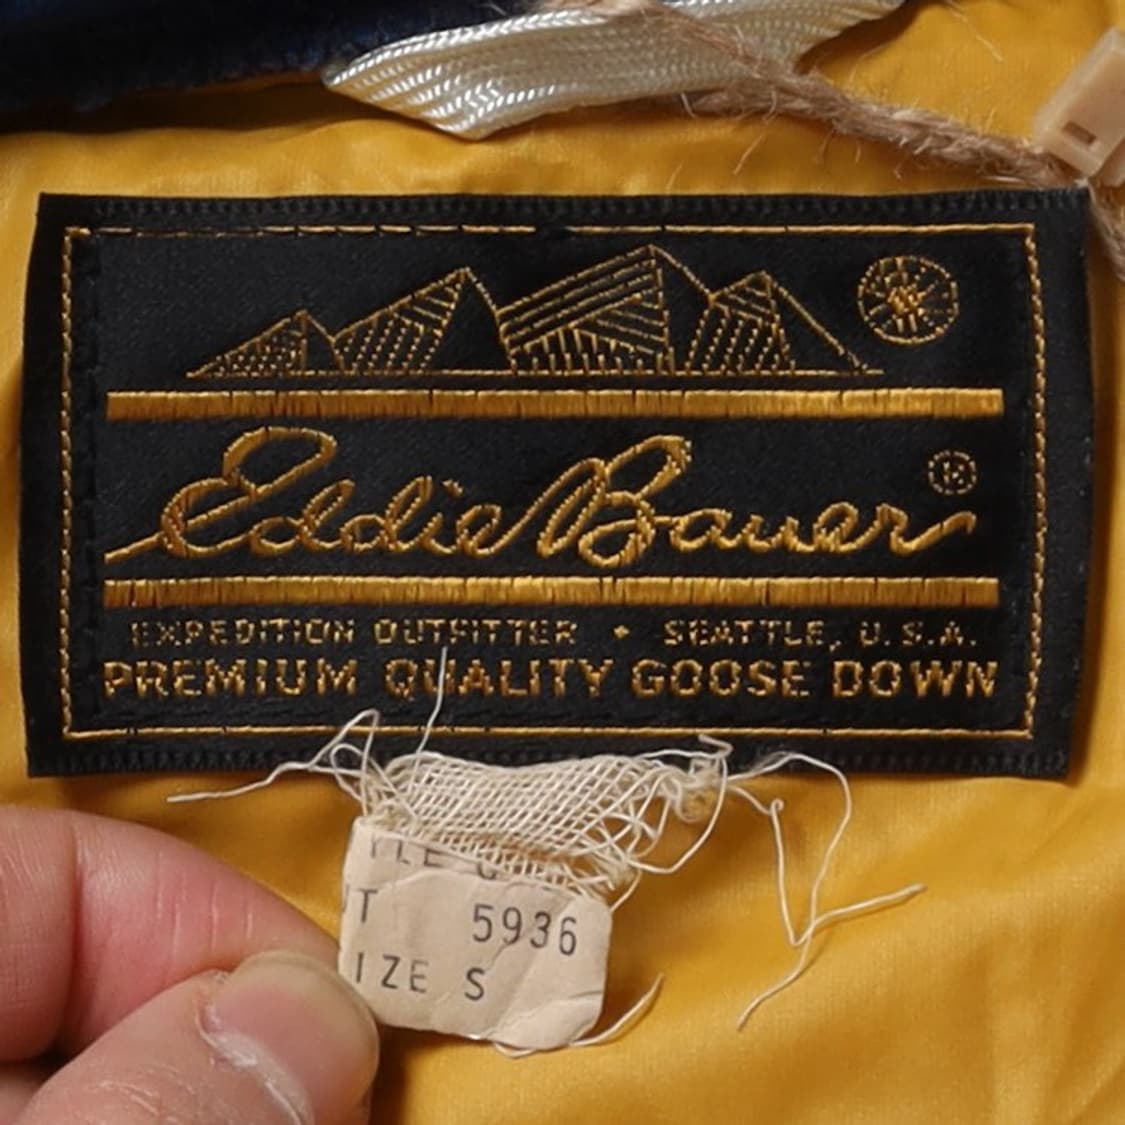 Eddie Bauer ®
EXPEDITION OUTFITTER • SEATTLE, U.S.A.
PREMIUM QUALITY GOOSE DOWN
5936
IZE S